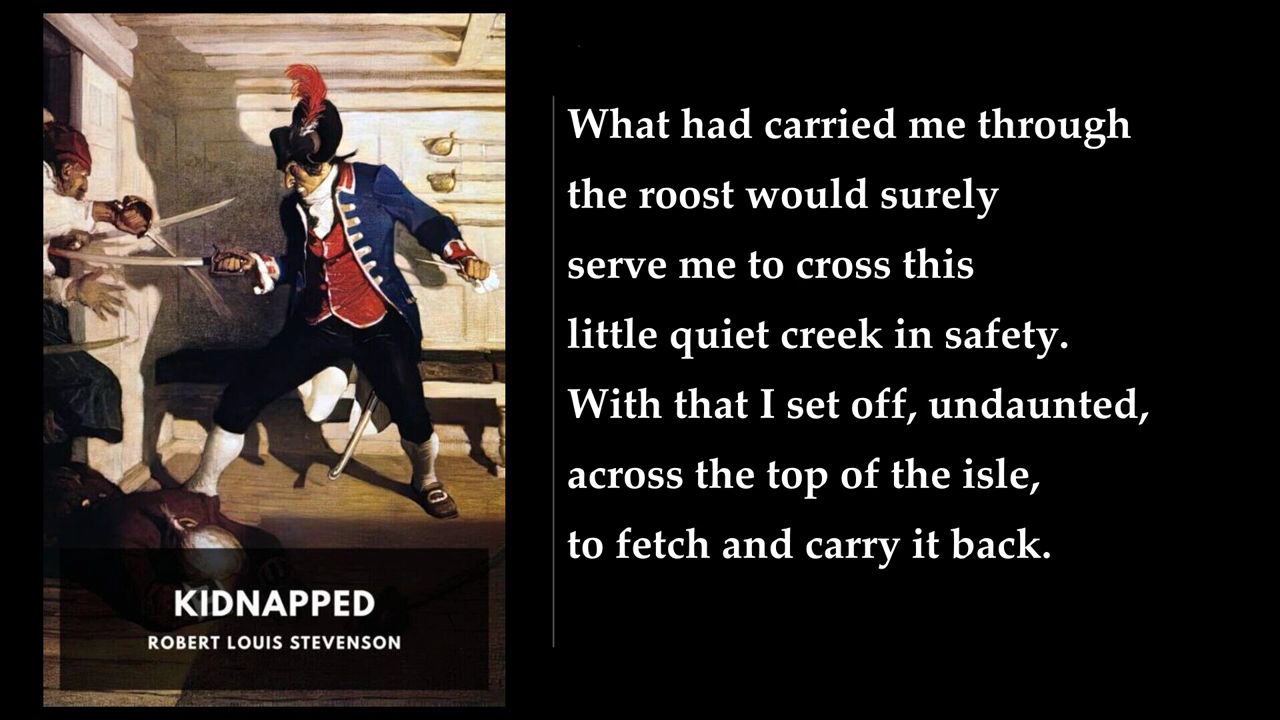 KIDNAPPED
ROBERT LOUIS STEVENSON
What had carried me through
the roost would surely
serve me to cross this
little quiet creek in safety.
With that I set off, undaunted,
across the top of the isle,
to fetch and carry it back.